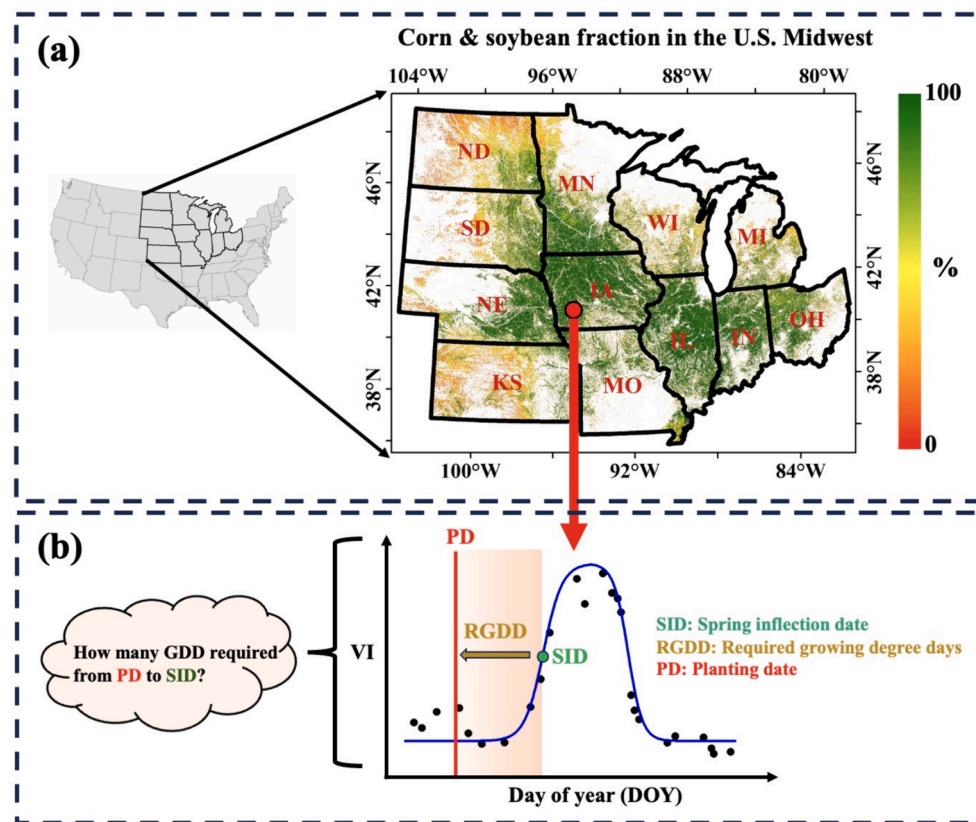 (a)
Corn & soybean fraction in the U.S. Midwest
104°W 96°W 88°W 80°W
100
ND
MN
46°N
46°N
WI
MI
SD
42°N
42°N
%
NE
IA
OH
IL
IN
KS
MO
38°N
38°N
0
100°W 92°W 84°W
(b)
PD
How many GDD required
from PD to SID?
VI
RGDD
SID
SID: Spring inflection date
RGDD: Required growing degree days
PD: Planting date
Day of year (DOY)